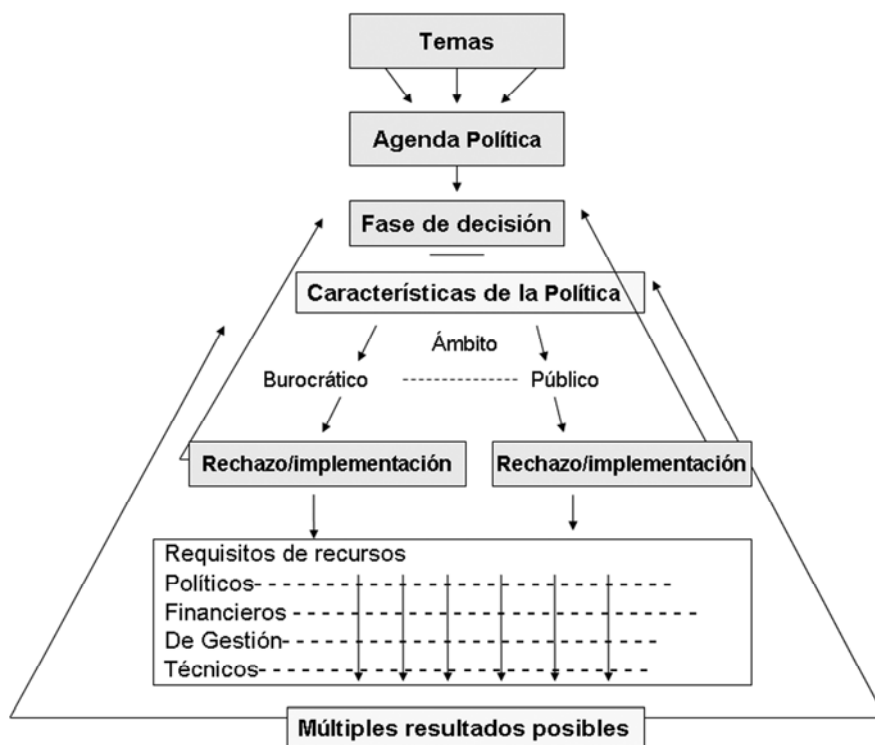 Temas
Agenda Política
Fase de decisión
Características de la Política
Ámbito
Burocrático
Público
Rechazo/implementación
Rechazo/implementación
Requisitos de recursos
Políticos
Financieros
De Gestión
Técnicos
Múltiples resultados posibles